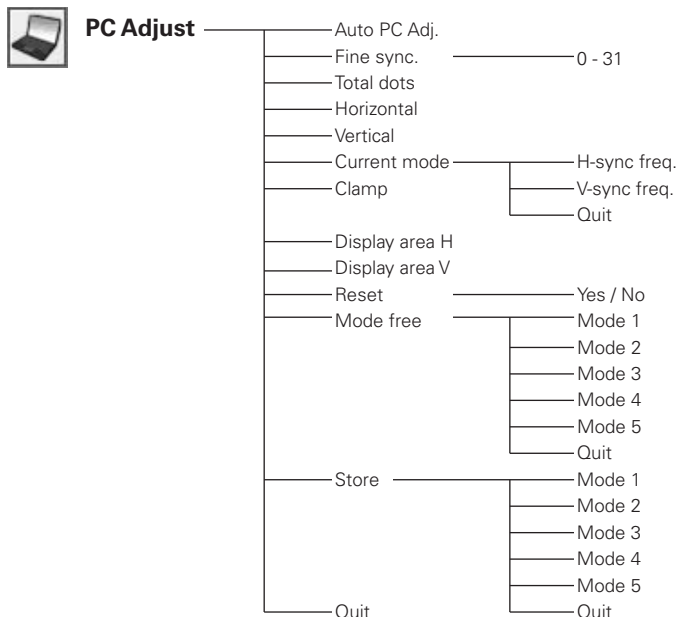 PC Adjust
Auto PC Adj.
Fine sync.
0 - 31
Total dots
Horizontal
Vertical
Current mode
H-sync freq.
Clamp
V-sync freq.
Quit
Display area H
Display area V
Reset
Yes / No
Mode free
Mode 1
Mode 2
Mode 3
Mode 4
Mode 5
Quit
Store
Mode 1
Mode 2
Mode 3
Mode 4
Mode 5
Quit
Quit